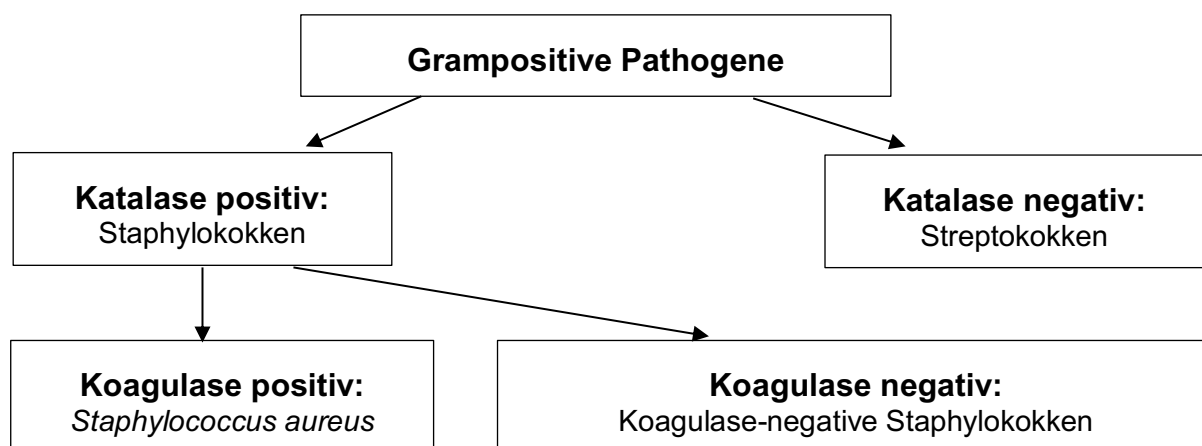 Grampositive Pathogene
Katalase positiv:
Staphylokokken
Katalase negativ:
Streptokokken
Koagulase positiv:
Staphylococcus aureus
Koagulase negativ:
Koagulase-negative Staphylokokken